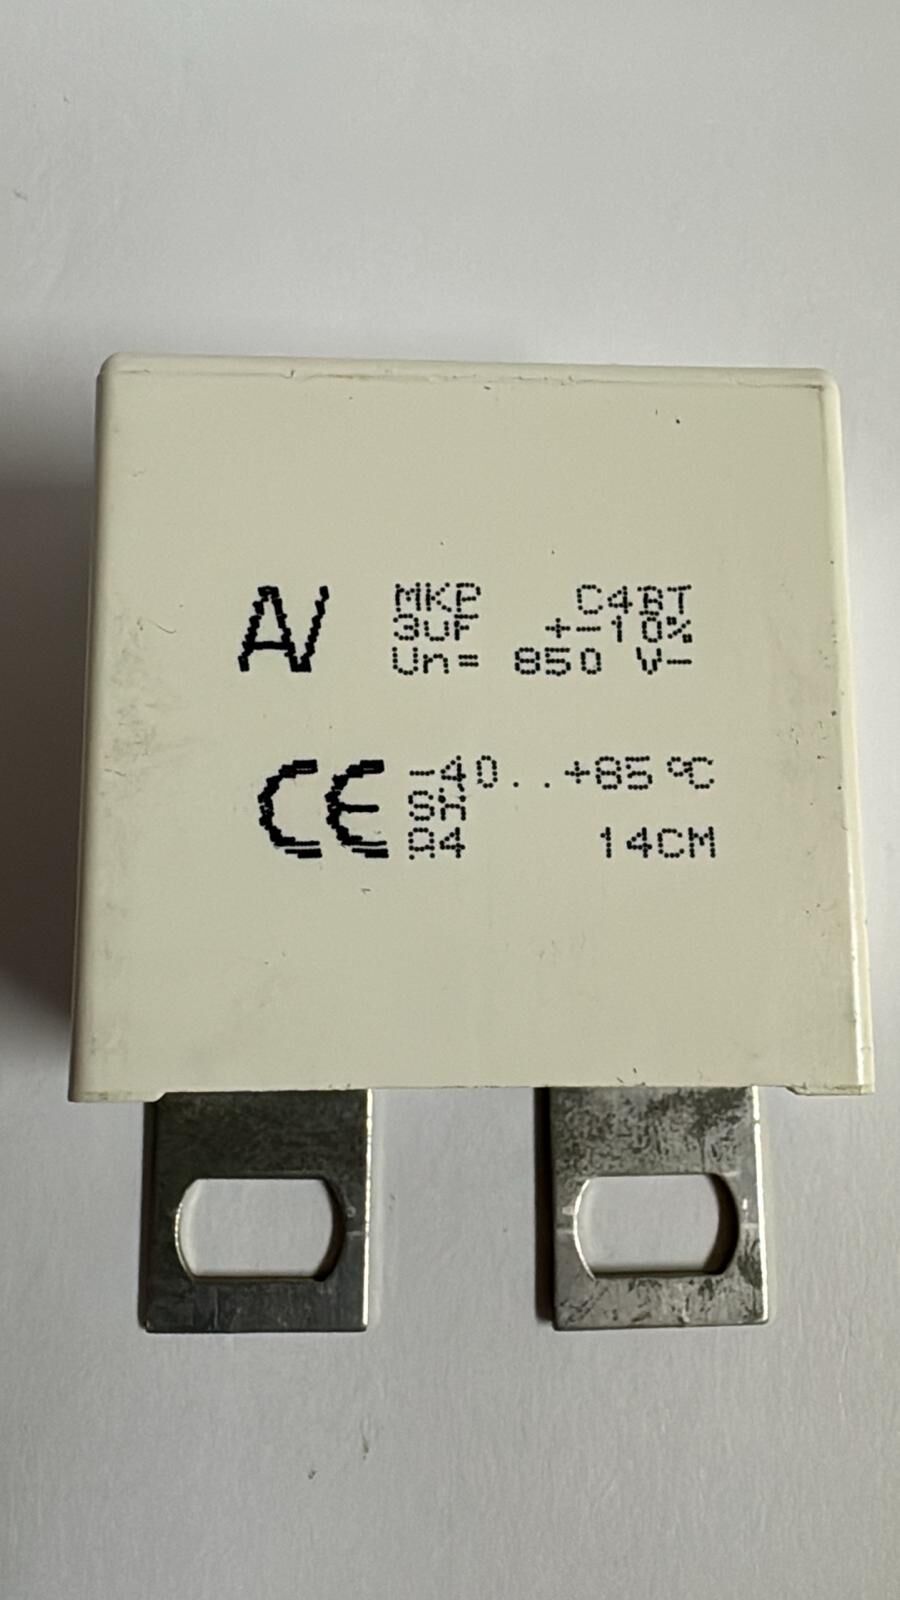 AV MKP C4BT
3uF +-10%
Un= 850 V-
CE -40..+85°C
SH
A4 14CM